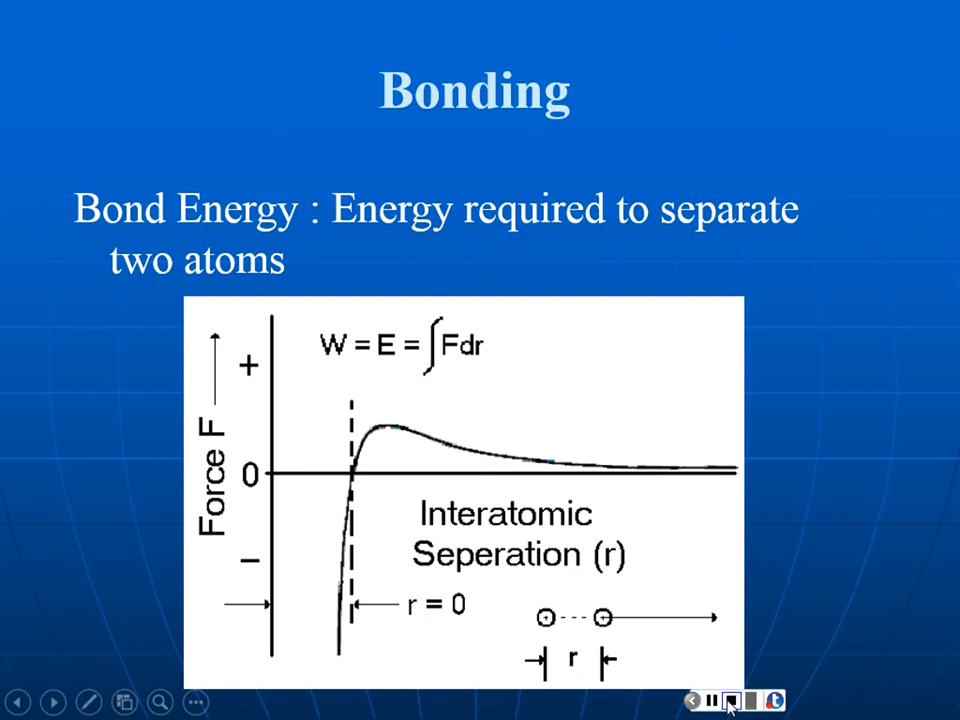 Bonding
Bond Energy : Energy required to separate
two atoms
W = E = ∫Fdr
+
Force F
0
Interatomic
Seperation (r)
−
r = 0
r